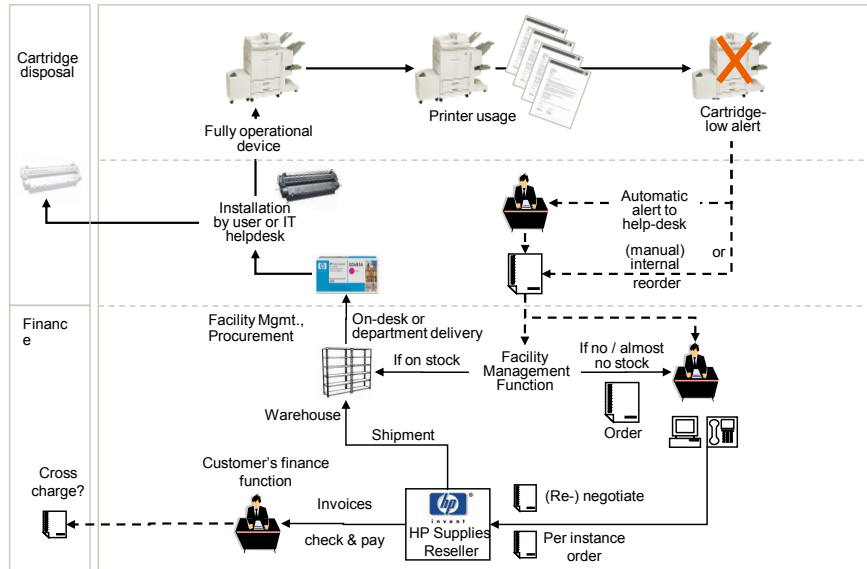 Cartridge
disposal
Fully operational
device
Printer usage
Cartridge-
low alert
Installation
by user or IT
helpdesk
Automatic
alert to
help-desk
(manual)
internal
reorder
or
Financ
e
Facility Mgmt.,
Procurement
On-desk or
department delivery
If on stock
Facility
Management
Function
If no / almost
no stock
Warehouse
Order
Shipment
Customer's finance
function
Cross
charge?
Invoices
check & pay
hp
invent
HP Supplies
Reseller
(Re-) negotiate
Per instance
order